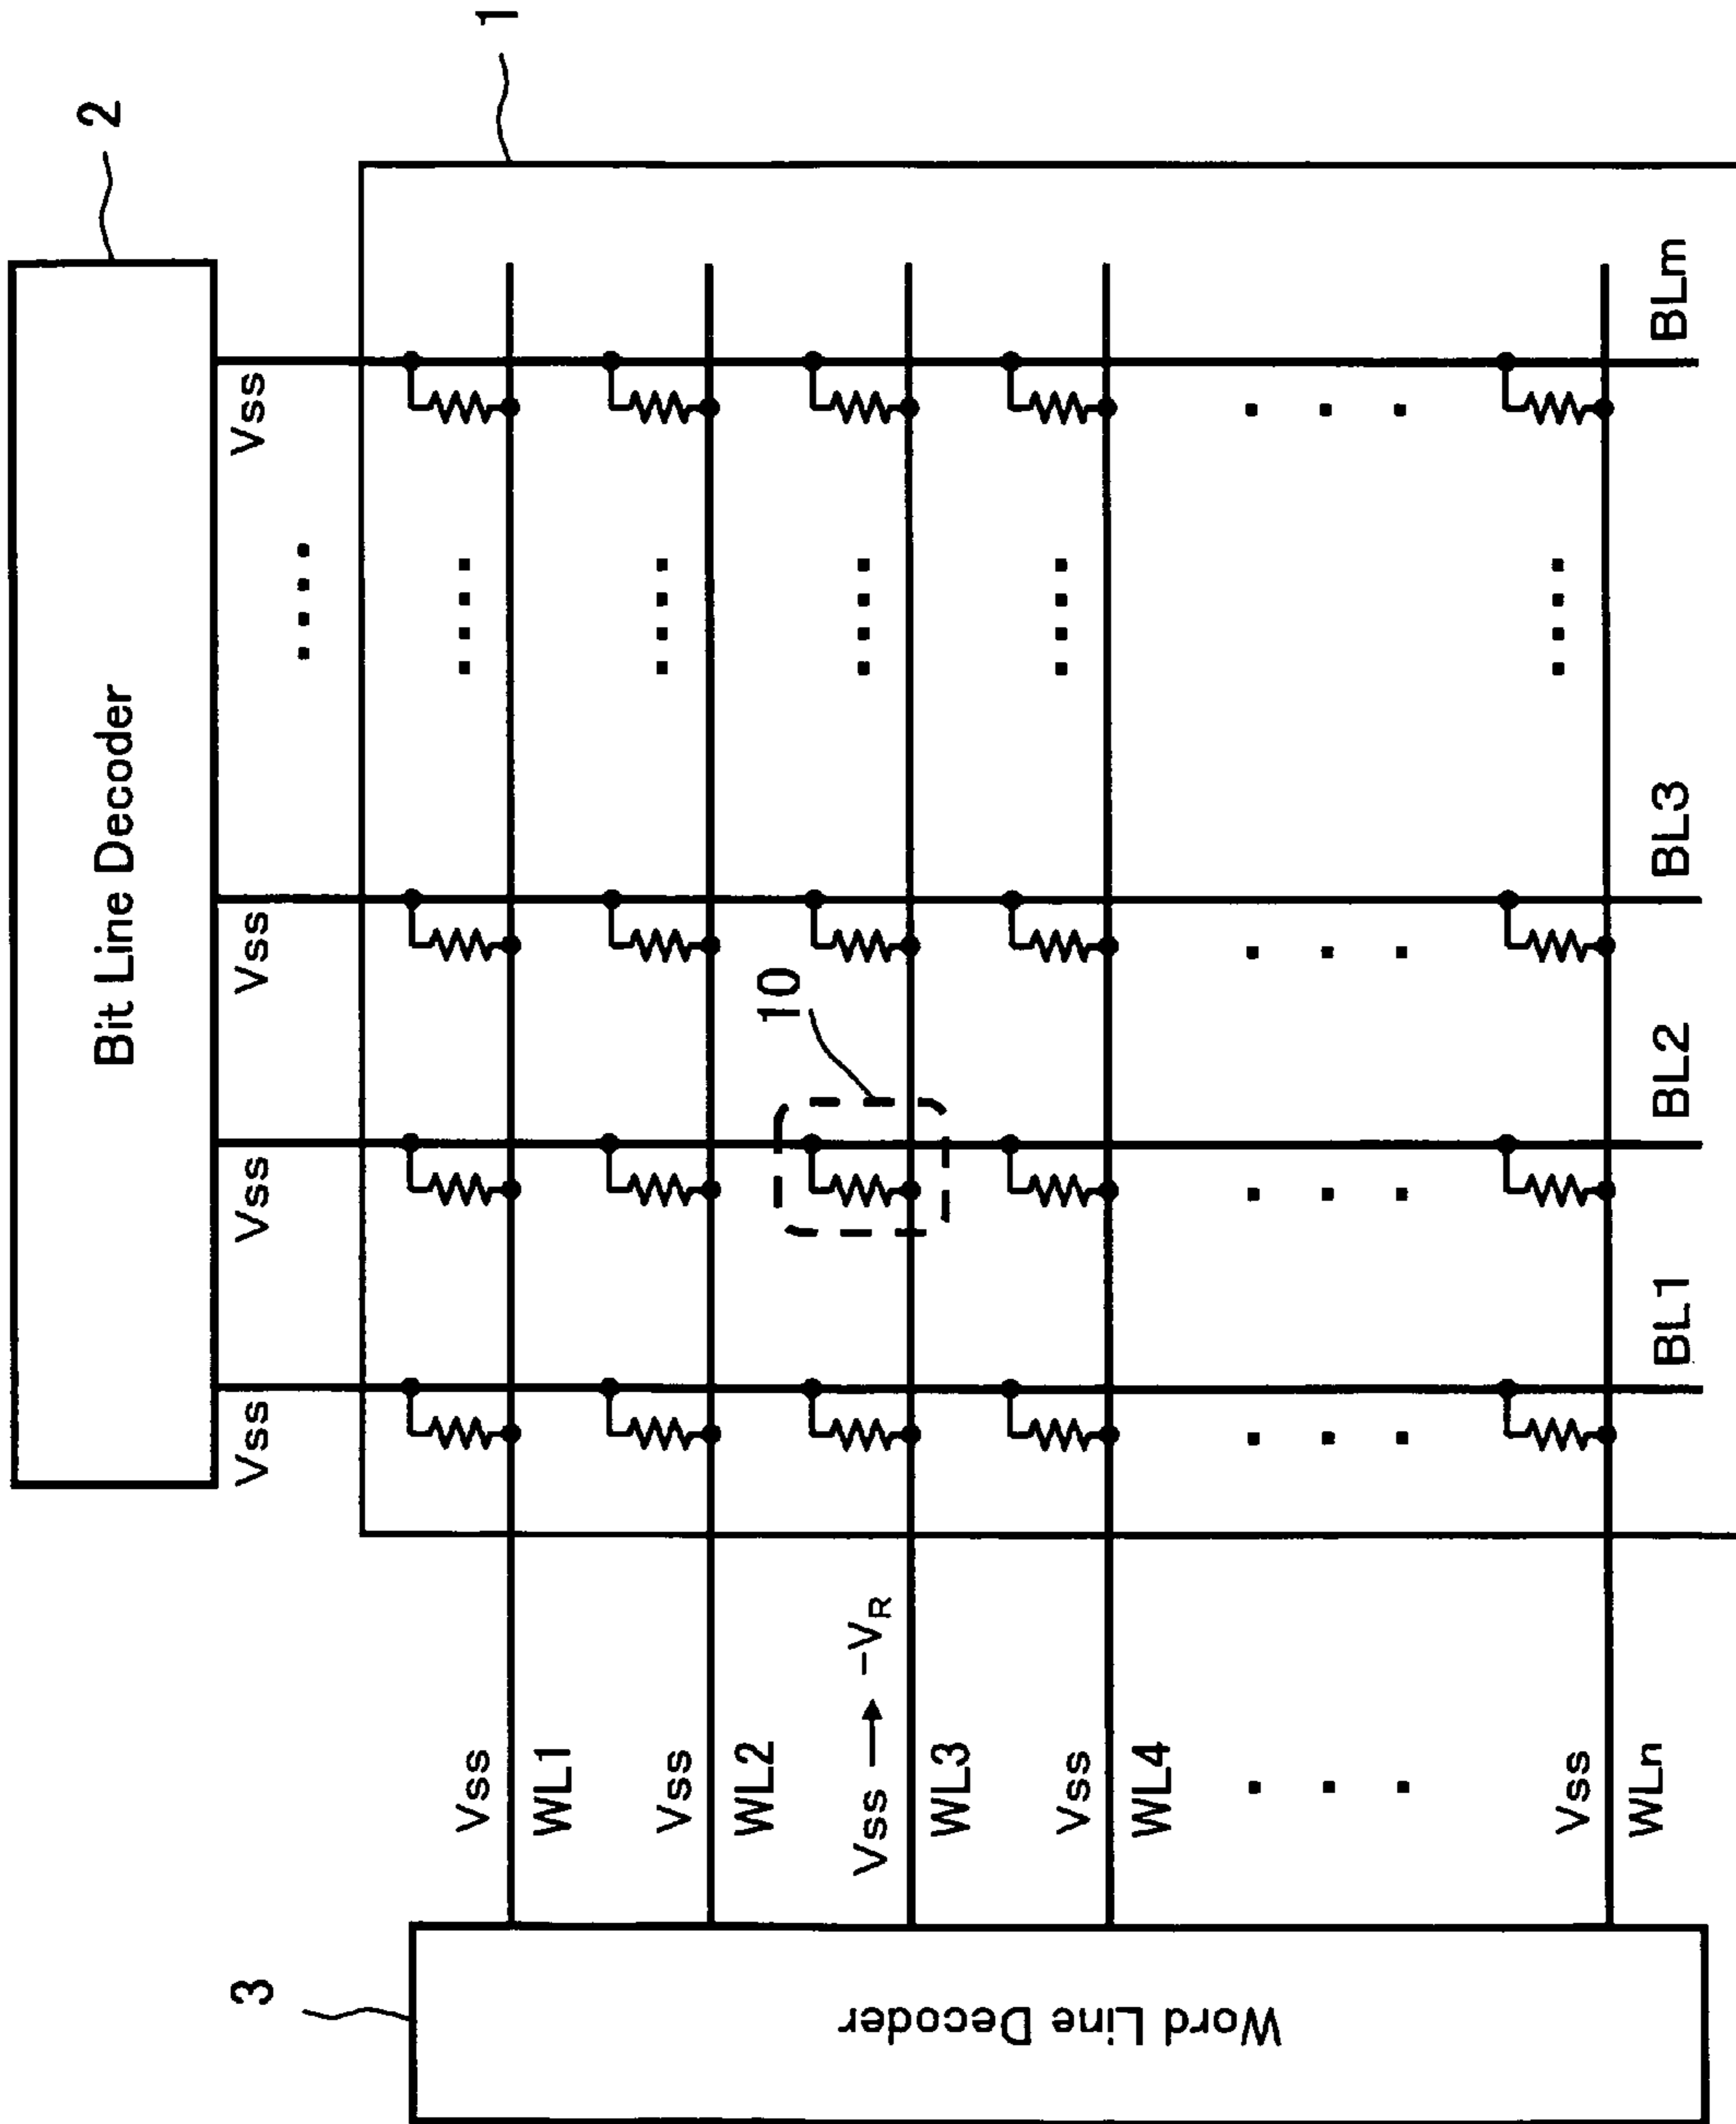 2
Bit Line Decoder
1
Vss Vss Vss Vss
10
3
Word Line Decoder
Vss
WL1
Vss
WL2
Vss → -VR
WL3
Vss
WL4
Vss
WLn
BL1 BL2 BL3 BLm